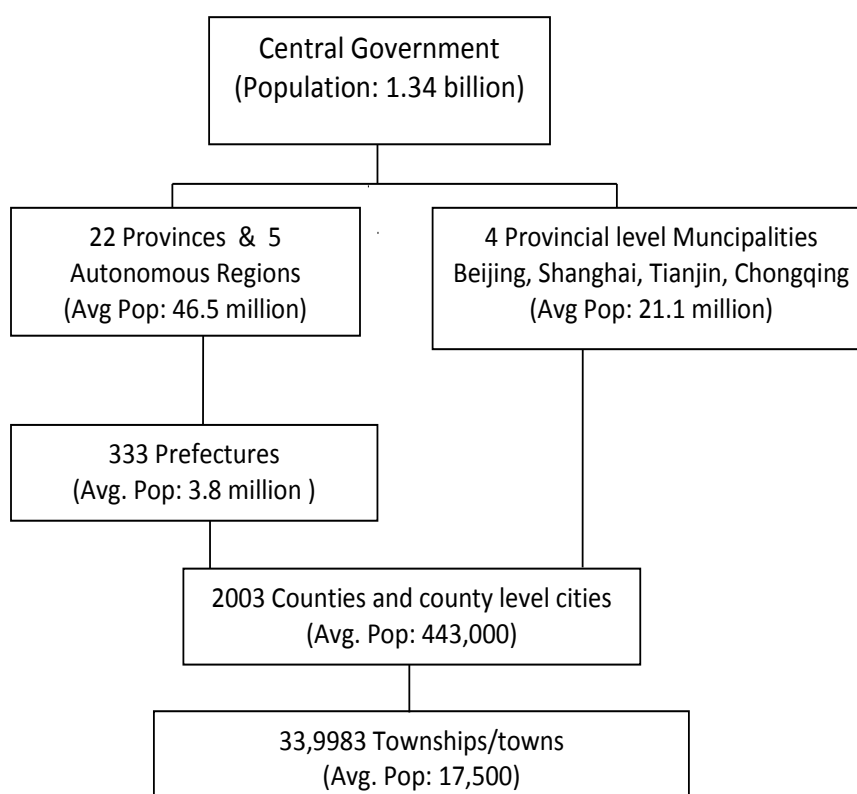 Central Government
(Population: 1.34 billion)
22 Provinces & 5
Autonomous Regions
(Avg Pop: 46.5 million)
4 Provincial level Muncipalities
Beijing, Shanghai, Tianjin, Chongqing
(Avg Pop: 21.1 million)
333 Prefectures
(Avg. Pop: 3.8 million )
2003 Counties and county level cities
(Avg. Pop: 443,000)
33,9983 Townships/towns
(Avg. Pop: 17,500)